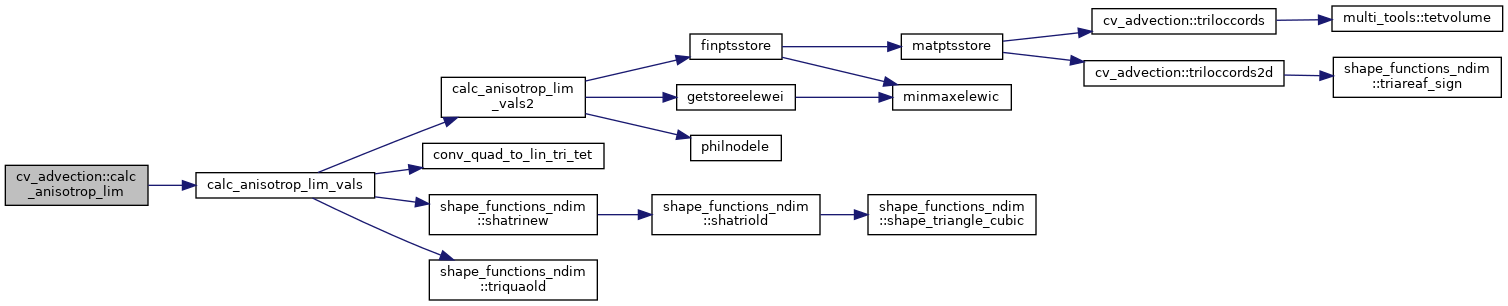 cv_advection::calc
_anisotrop_lim
calc_anisotrop_lim_vals
calc_anisotrop_lim
_vals2
finptsstore
matptsstore
cv_advection::triloccords
multi_tools::tetvolume
cv_advection::triloccords2d
shape_functions_ndim
::triareaf_sign
minmaxelewic
getstoreelewei
philnodele
conv_quad_to_lin_tri_tet
shape_functions_ndim
::shatrinew
shape_functions_ndim
::shatriold
shape_functions_ndim
::shape_triangle_cubic
shape_functions_ndim
::triquaold